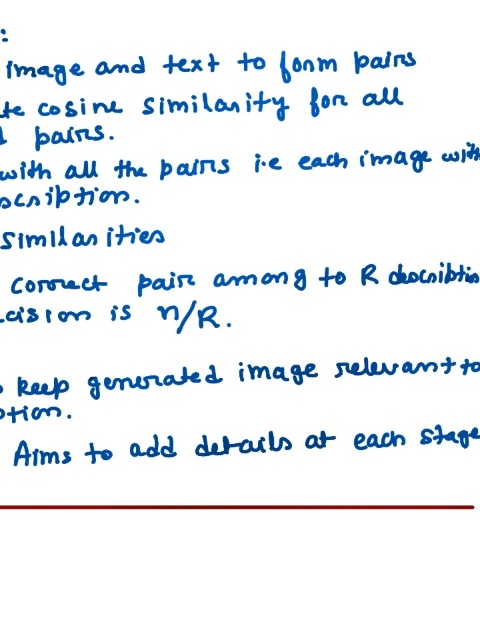 :
image and text to form pairs
te cosine similarity for all
d pairs.
with all the pairs i.e each image with
scription.
similarities
correct pair among to R describtio
cision is n/R.
o keep generated image relevant to
ption.
Aims to add details at each stage